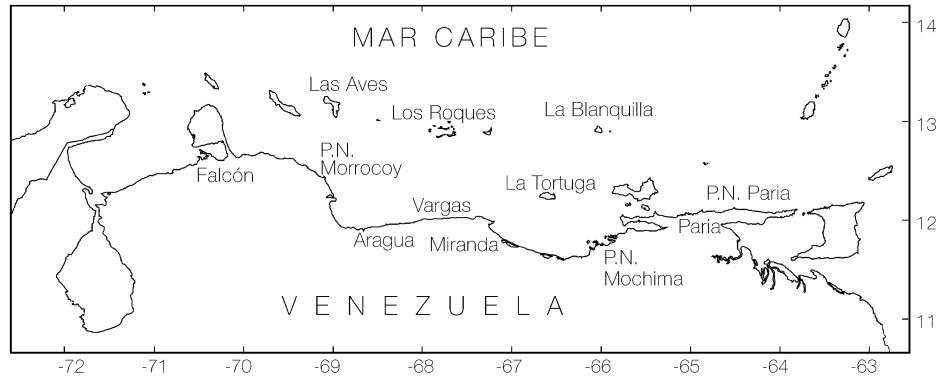 MAR CARIBE
14
Las Aves
Los Roques
La Blanquilla
13
P.N.
Morrocoy
Falcón
La Tortuga
P.N. Paria
Vargas
12
Aragua
Miranda
Paria
P.N.
Mochima
VENEZUELA
11
-72 -71 -70 -69 -68 -67 -66 -65 -64 -63